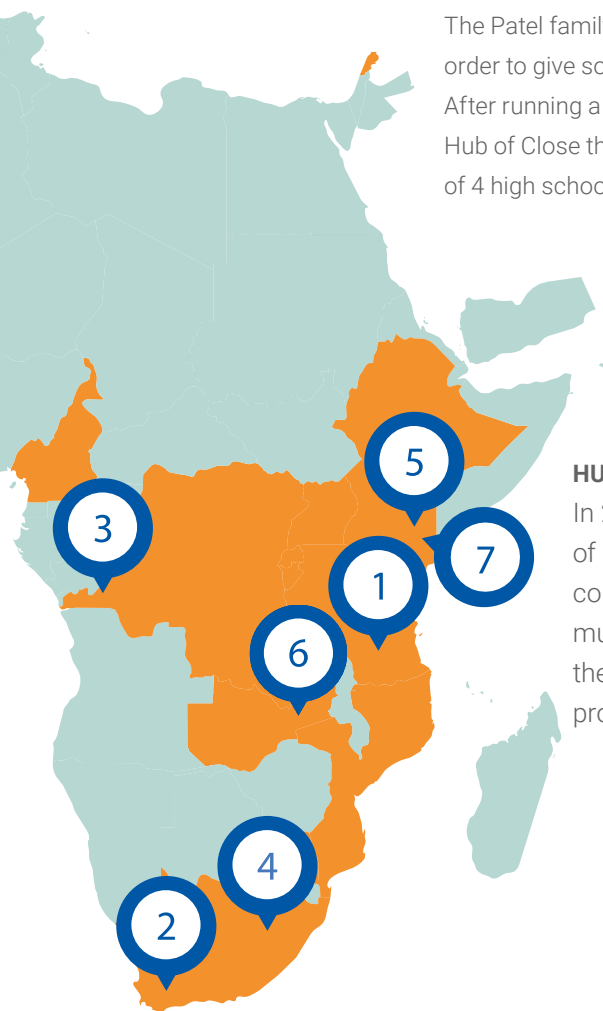 The Patel famil
order to give sc
After running a
Hub of Close th
of 4 high schoo
HU
In 2
of
co
mu
the
pro
5
3
7
1
6
4
2